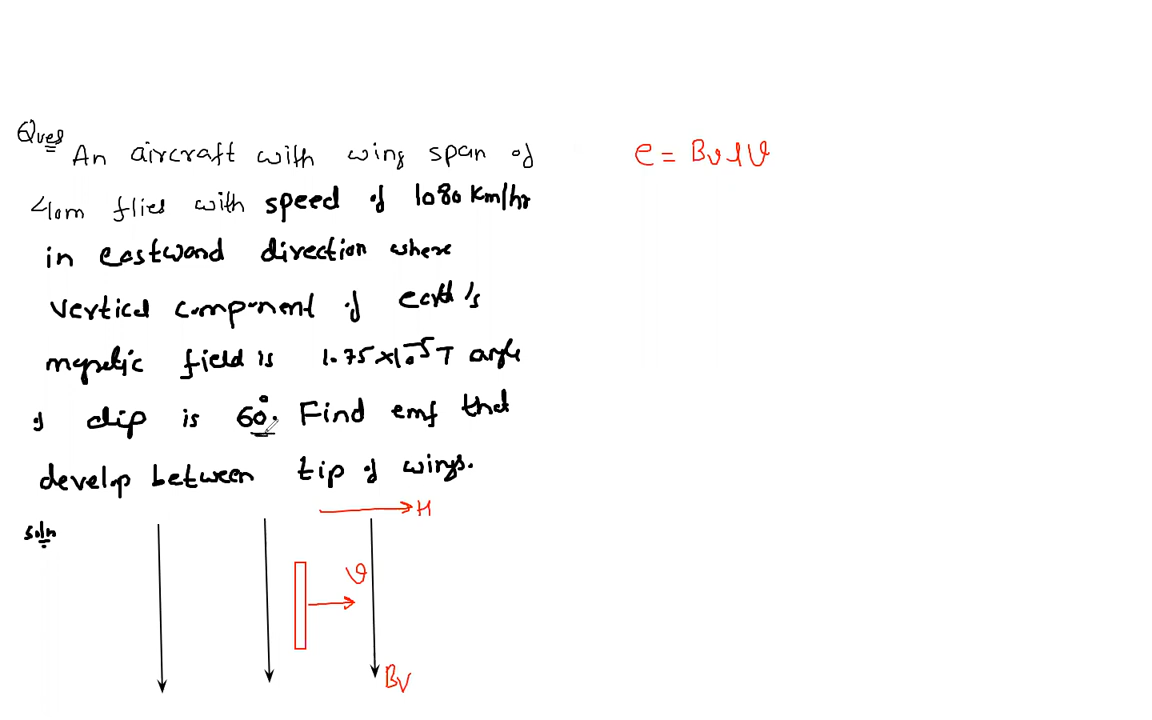 Ques An aircraft with wing span of
40m flies with speed of 1080 km/hr
in eastward direction where
vertical component of earth's
magnetic field is 1.75×10⁻⁵T angle
of dip is 60°. Find emf that
develop between tip of wings.
Soln
e = Bv l v
H
v
Bv